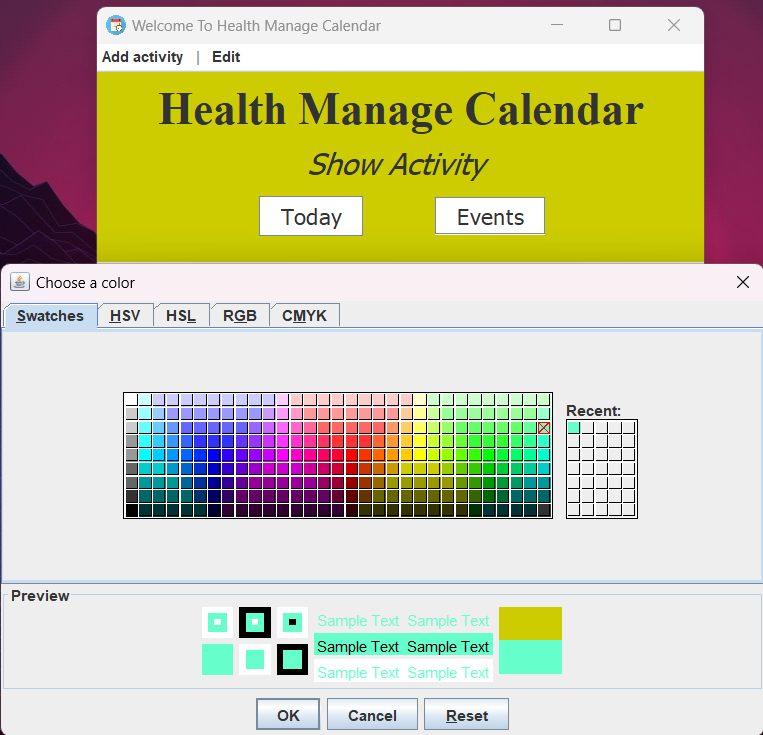 Welcome To Health Manage Calendar
Add activity | Edit
Health Manage Calendar
Show Activity
Today Events
Choose a color
Swatches HSV HSL RGB CMYK
Recent:
Preview
Sample Text Sample Text
Sample Text Sample Text
Sample Text Sample Text
OK Cancel Reset